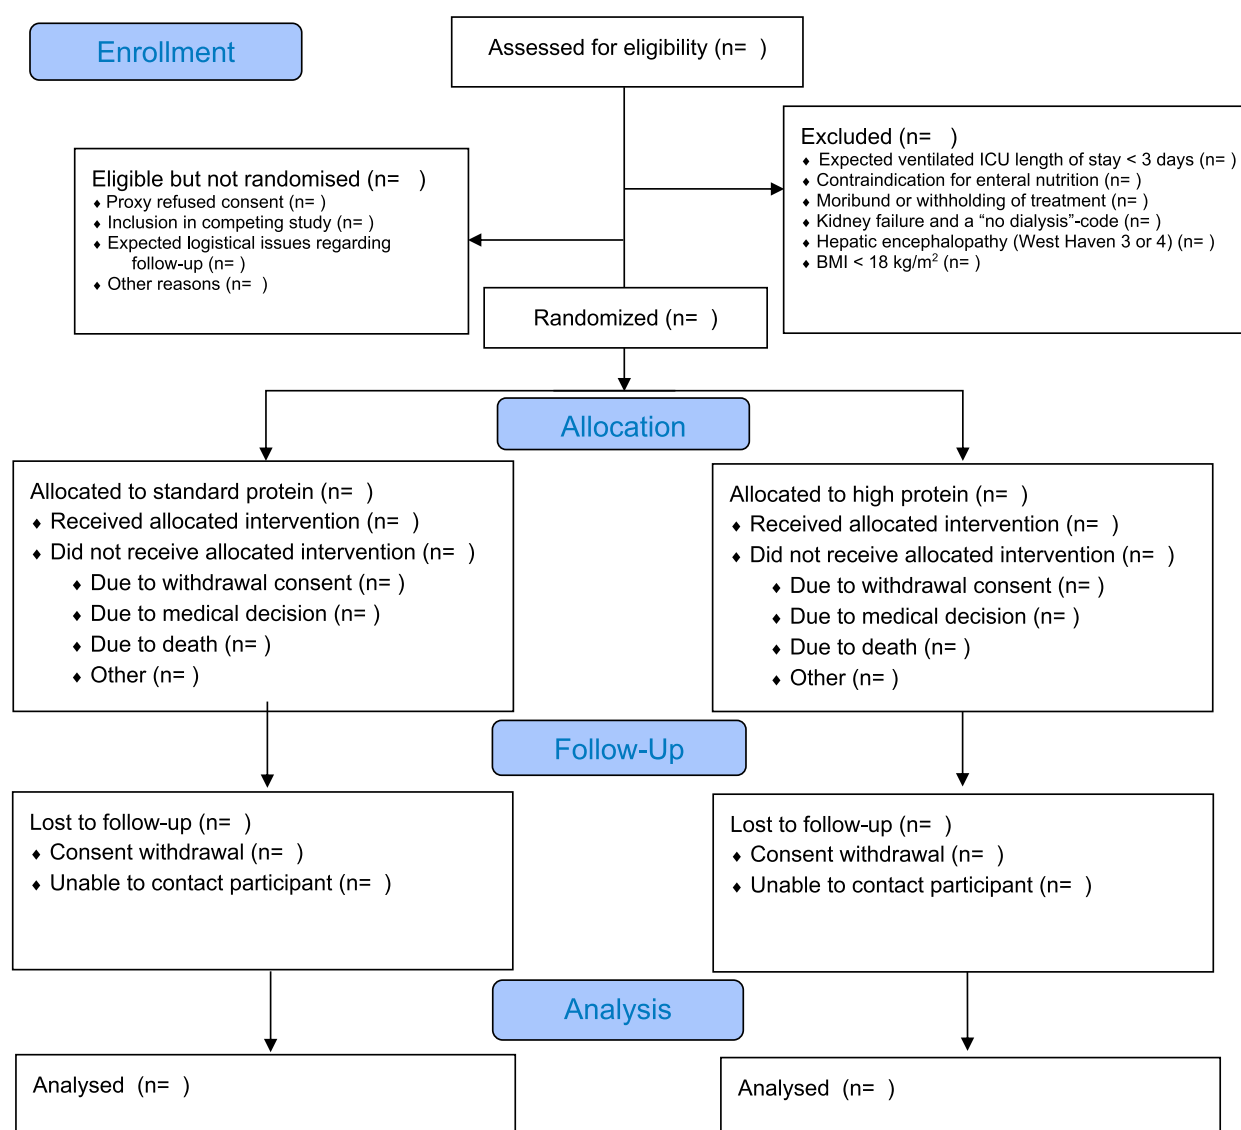 Enrollment
Assessed for eligibility (n=  )
Excluded (n=  )
♦ Expected ventilated ICU length of stay < 3 days (n= )
♦ Contraindication for enteral nutrition (n= )
♦ Moribund or withholding of treatment (n= )
♦ Kidney failure and a “no dialysis”-code (n= )
♦ Hepatic encephalopathy (West Haven 3 or 4) (n= )
♦ BMI < 18 kg/m² (n= )
Eligible but not randomised (n=  )
♦ Proxy refused consent (n= )
♦ Inclusion in competing study (n= )
♦ Expected logistical issues regarding
follow-up (n= )
♦ Other reasons (n=  )
Randomized (n=  )
Allocation
Allocated to standard protein (n=  )
♦ Received allocated intervention (n=  )
♦ Did not receive allocated intervention (n=  )
♦ Due to withdrawal consent (n= )
♦ Due to medical decision (n= )
♦ Due to death (n= )
♦ Other (n= )
Allocated to high protein (n=  )
♦ Received allocated intervention (n=  )
♦ Did not receive allocated intervention (n=  )
♦ Due to withdrawal consent (n= )
♦ Due to medical decision (n= )
♦ Due to death (n= )
♦ Other (n= )
Follow-Up
Lost to follow-up (n=  )
♦ Consent withdrawal (n=  )
♦ Unable to contact participant (n=  )
Lost to follow-up (n=  )
♦ Consent withdrawal (n=  )
♦ Unable to contact participant (n=  )
Analysis
Analysed  (n=  )
Analysed  (n=  )